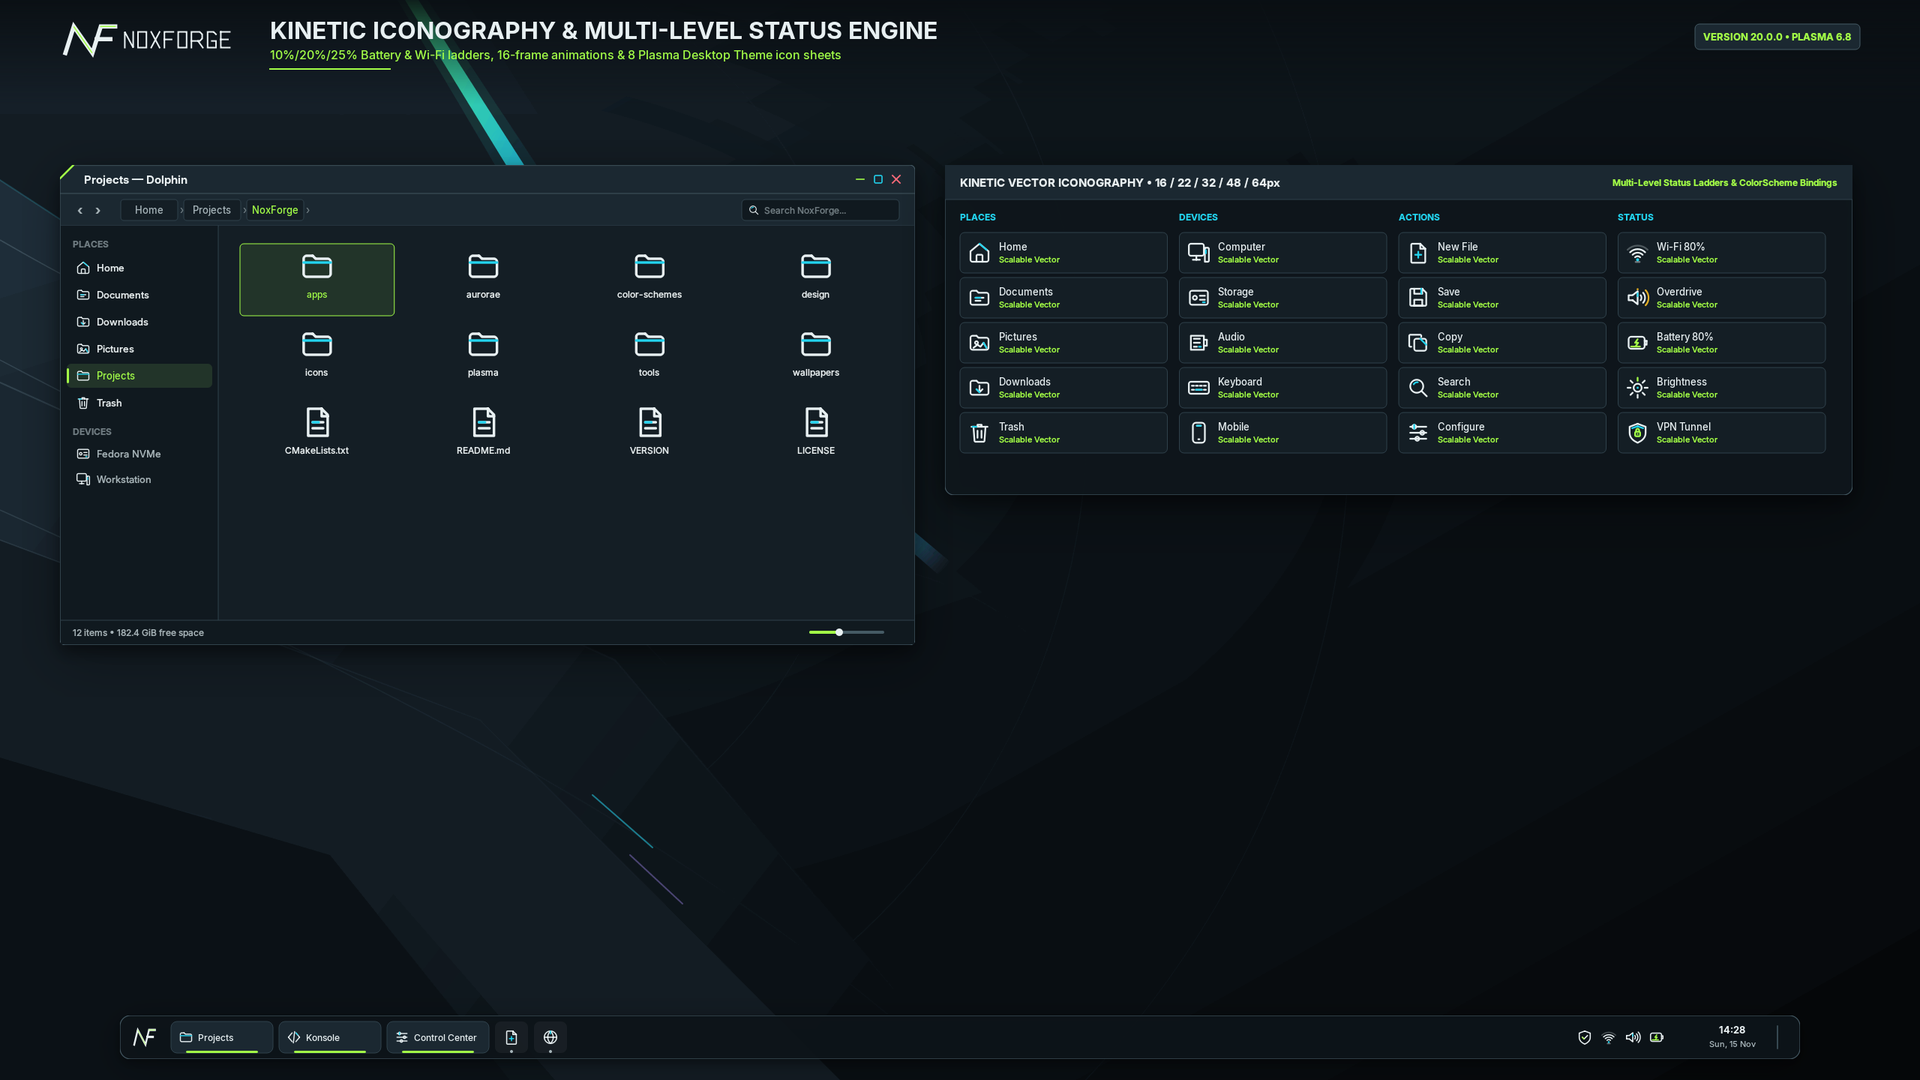 NOXFORGE
KINETIC ICONOGRAPHY & MULTI-LEVEL STATUS ENGINE
10%/20%/25% Battery & Wi-Fi ladders, 16-frame animations & 8 Plasma Desktop Theme icon sheets
VERSION 20.0.0 • PLASMA 6.8
Projects — Dolphin
Home › Projects › NoxForge ›
Search NoxForge...
PLACES
Home
Documents
Downloads
Pictures
Projects
Trash
DEVICES
Fedora NVMe
Workstation
apps
aurorae
color-schemes
design
icons
plasma
tools
wallpapers
CMakeLists.txt
README.md
VERSION
LICENSE
12 items • 182.4 GiB free space
KINETIC VECTOR ICONOGRAPHY • 16 / 22 / 32 / 48 / 64px
Multi-Level Status Ladders & ColorScheme Bindings
PLACES
Home
Scalable Vector
Documents
Scalable Vector
Pictures
Scalable Vector
Downloads
Scalable Vector
Trash
Scalable Vector
DEVICES
Computer
Scalable Vector
Storage
Scalable Vector
Audio
Scalable Vector
Keyboard
Scalable Vector
Mobile
Scalable Vector
ACTIONS
New File
Scalable Vector
Save
Scalable Vector
Copy
Scalable Vector
Search
Scalable Vector
Configure
Scalable Vector
STATUS
Wi-Fi 80%
Scalable Vector
Overdrive
Scalable Vector
Battery 80%
Scalable Vector
Brightness
Scalable Vector
VPN Tunnel
Scalable Vector
Projects
Konsole
Control Center
14:28
Sun, 15 Nov